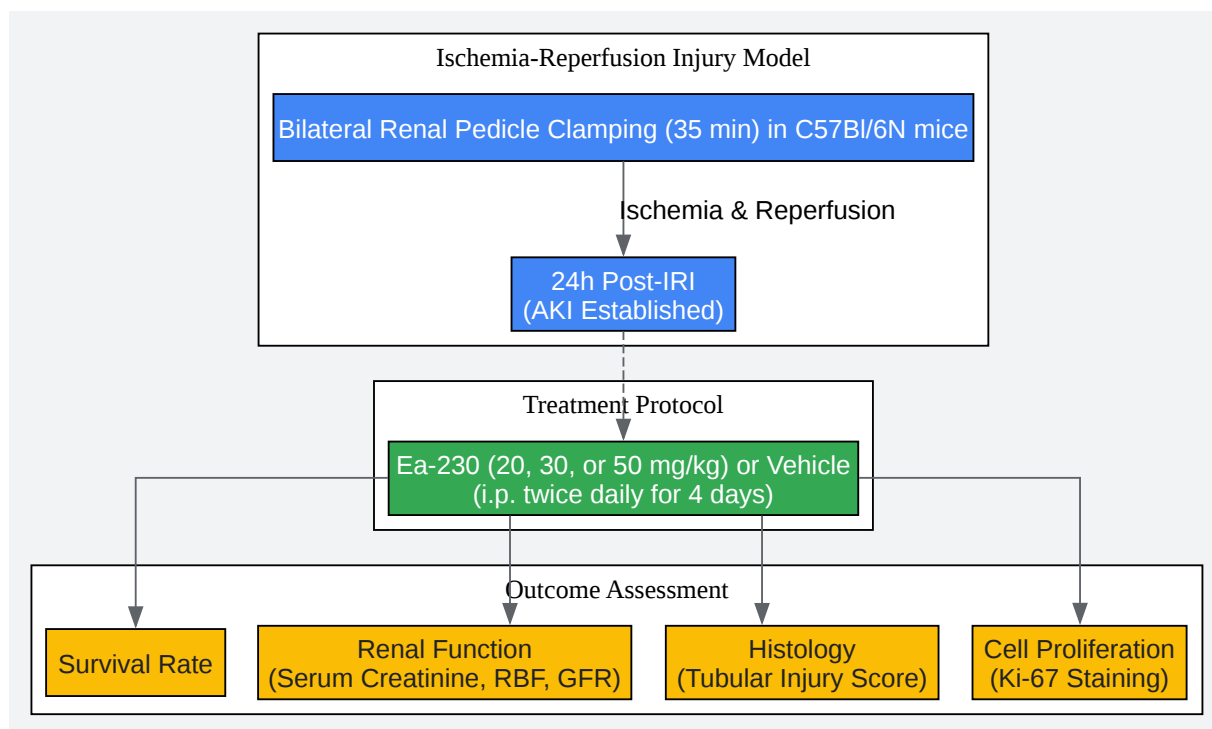 Ischemia-Reperfusion Injury Model
Bilateral Renal Pedicle Clamping (35 min) in C57Bl/6N mice
Ischemia & Reperfusion
24h Post-IRI
(AKI Established)
Treatment Protocol
Ea-230 (20, 30, or 50 mg/kg) or Vehicle
(i.p. twice daily for 4 days)
Outcome Assessment
Survival Rate
Renal Function
(Serum Creatinine, RBF, GFR)
Histology
(Tubular Injury Score)
Cell Proliferation
(Ki-67 Staining)